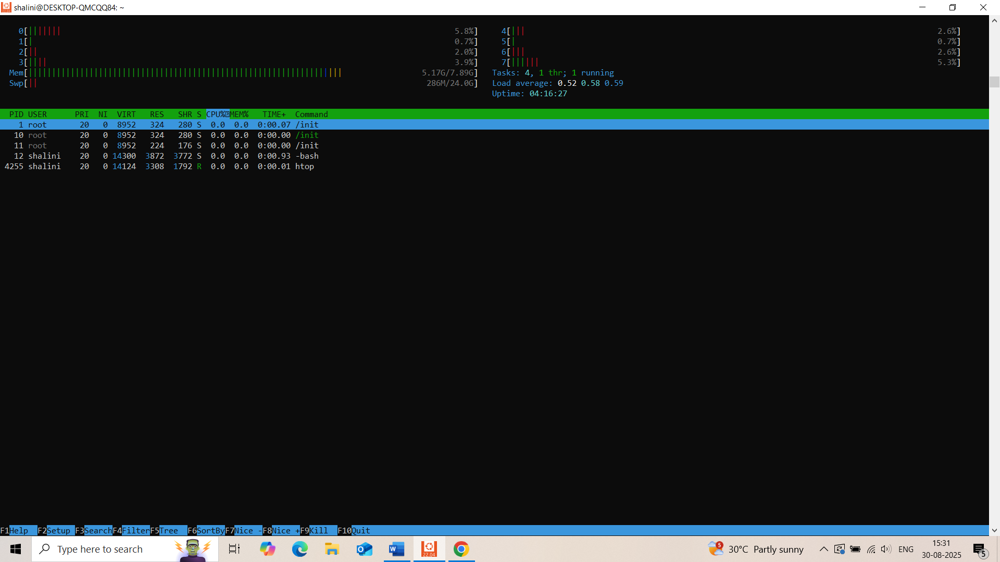 shalini@DESKTOP-QMCQQ84: ~
0[||||||| 5.8%] 4[||| 2.6%]
1[| 0.7%] 5[| 0.7%]
2[|| 2.0%] 6[||| 2.6%]
3[|||| 3.9%] 7[|||||| 5.3%]
Mem[||||||||||||||||||||||||||||||||||||||||||||||||||||||||||||||||||| 5.17G/7.89G] Tasks: 4, 1 thr; 1 running
Swp[|| 286M/24.0G] Load average: 0.52 0.58 0.59
Uptime: 04:16:27
PID USER PRI NI VIRT RES SHR S CPU% MEM% TIME+ Command
1 root 20 0 8952 324 280 S 0.0 0.0 0:00.07 /init
10 root 20 0 8952 324 280 S 0.0 0.0 0:00.00 /init
11 root 20 0 8952 224 176 S 0.0 0.0 0:00.00 /init
12 shalini 20 0 14300 3872 3772 S 0.0 0.0 0:00.93 -bash
4255 shalini 20 0 14124 3308 1792 R 0.0 0.0 0:00.01 htop
F1Help F2Setup F3SearchF4FilterF5Tree F6SortByF7Nice -F8Nice +F9Kill F10Quit
Type here to search 22.04 5 30°C Partly sunny ENG 15:31
30-08-2025 5